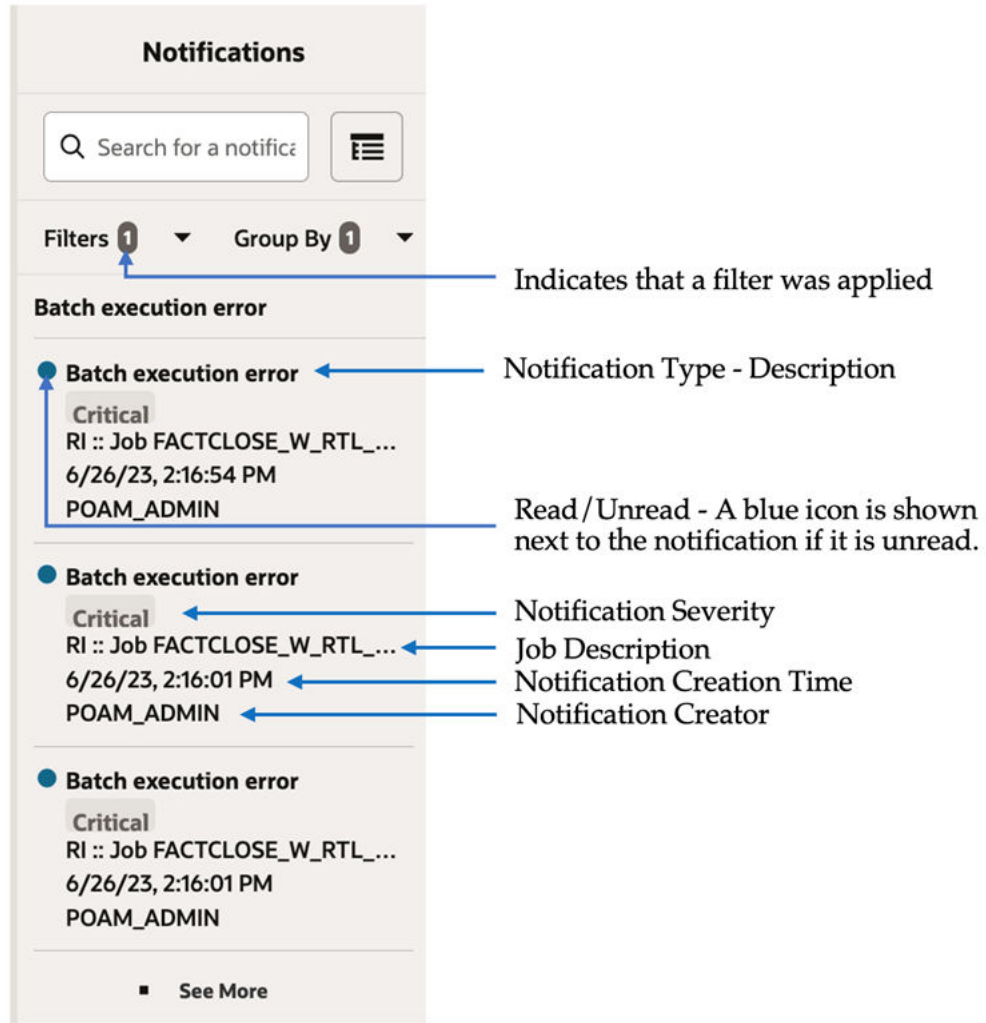 Notifications
Search for a notifica
Filters 1 Group By 1
Indicates that a filter was applied
Batch execution error
Batch execution error
Notification Type - Description
Critical
RI :: Job FACTCLOSE_W_RTL_...
6/26/23, 2:16:54 PM
POAM_ADMIN
Read/Unread - A blue icon is shown
next to the notification if it is unread.
Batch execution error
Critical
Notification Severity
RI :: Job FACTCLOSE_W_RTL_...
Job Description
6/26/23, 2:16:01 PM
Notification Creation Time
POAM_ADMIN
Notification Creator
Batch execution error
Critical
RI :: Job FACTCLOSE_W_RTL_...
6/26/23, 2:16:01 PM
POAM_ADMIN
See More